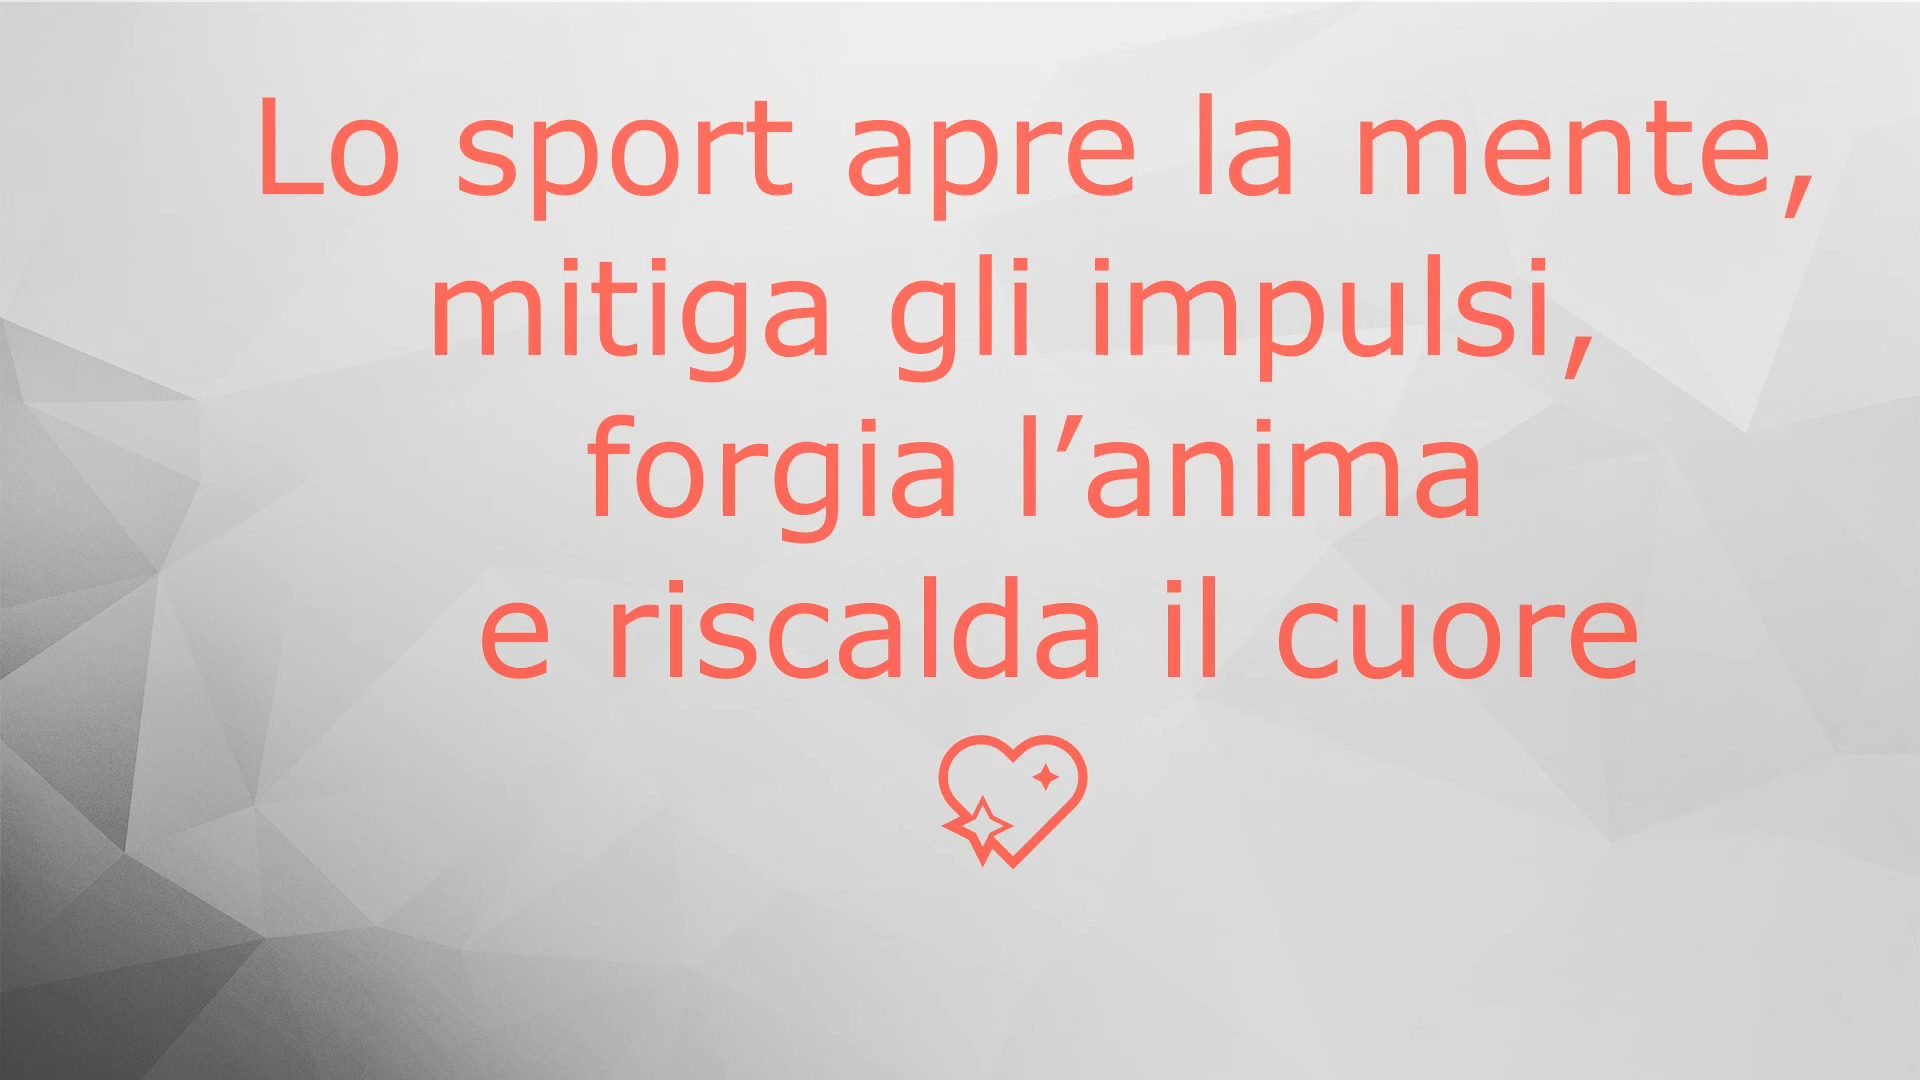 Lo sport apre la mente,
mitiga gli impulsi,
forgia l’anima
e riscalda il cuore
💖